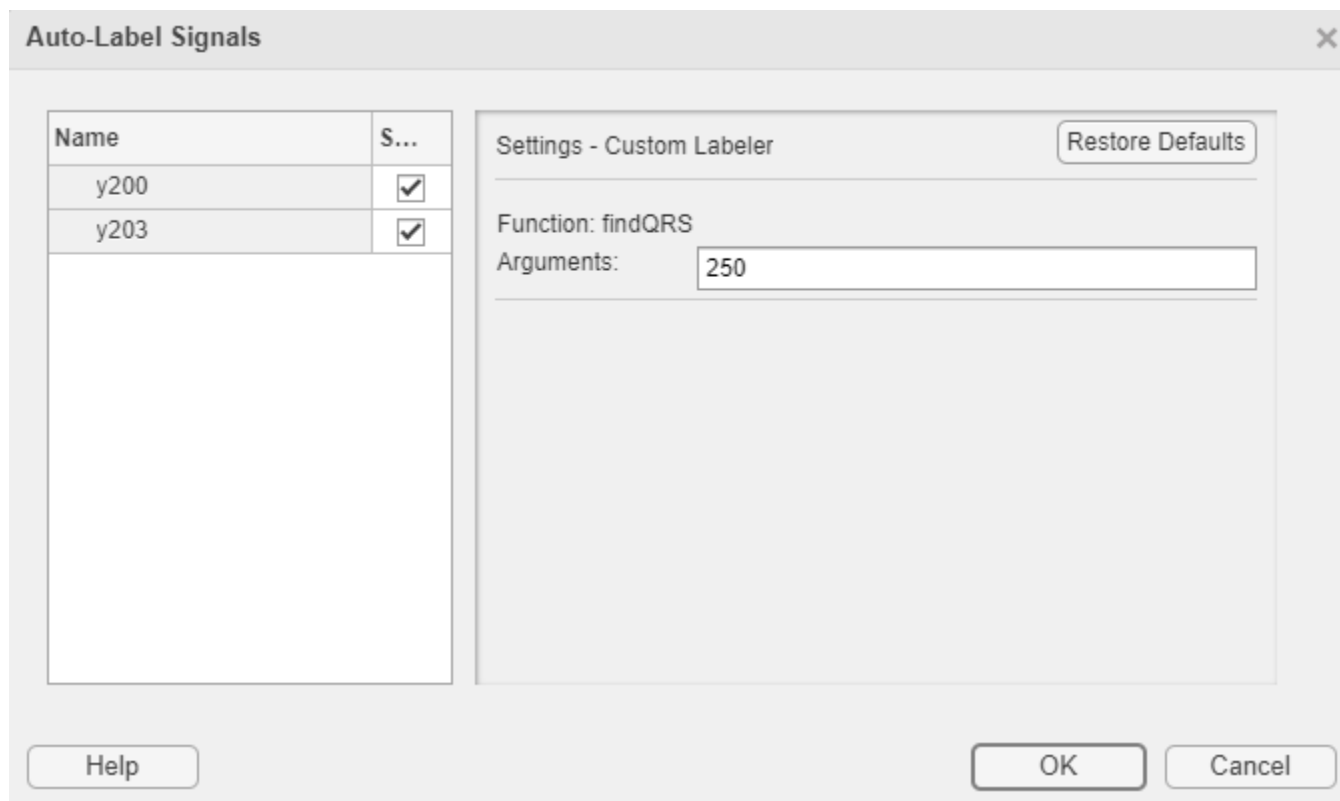 Auto-Label Signals
Name S...
y200
y203
Settings - Custom Labeler Restore Defaults
Function: findQRS
Arguments: 250
Help OK Cancel